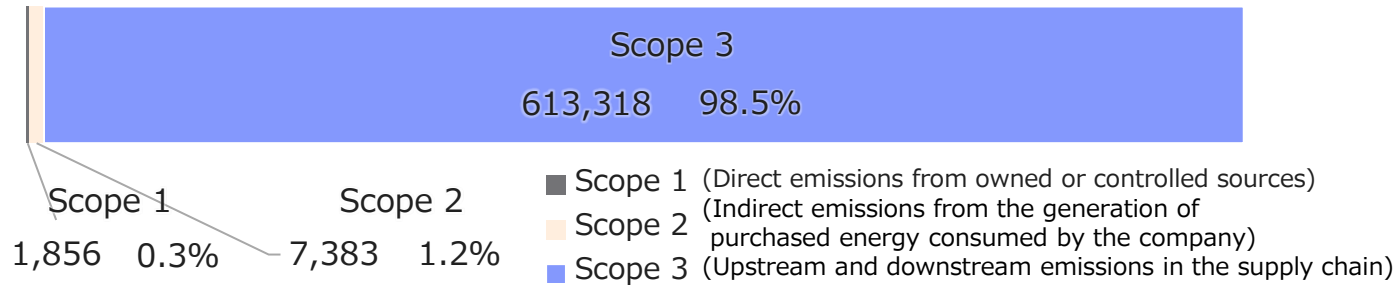 Scope 3
613,318 98.5%
Scope 1
1,856 0.3%
Scope 2
7,383 1.2%
Scope 1 (Direct emissions from owned or controlled sources)
Scope 2 (Indirect emissions from the generation of
purchased energy consumed by the company)
Scope 3 (Upstream and downstream emissions in the supply chain)